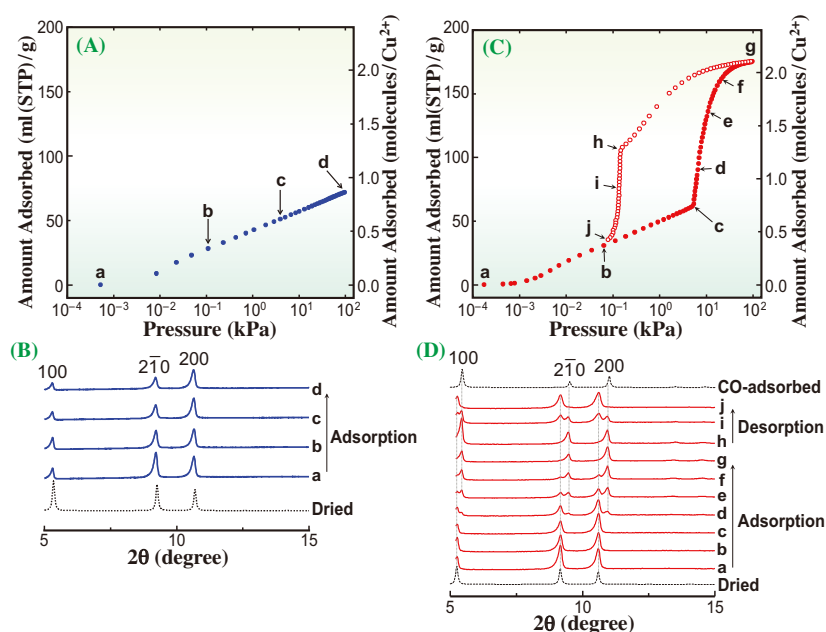 (A)
200
150
100
50
0
Amount Adsorbed (ml(STP)/g)
2.0
1.5
1.0
0.5
0.0
Amount Adsorbed (molecules/Cu²⁺)
a
b
c
d
10⁻⁴ 10⁻³ 10⁻² 10⁻¹ 10⁰ 10¹ 10²
Pressure (kPa)
(C)
200
150
100
50
0
Amount Adsorbed (ml(STP)/g)
2.0
1.5
1.0
0.5
0.0
Amount Adsorbed (molecules/Cu²⁺)
g
f
e
d
c
h
i
j
b
a
10⁻⁴ 10⁻³ 10⁻² 10⁻¹ 10⁰ 10¹ 10²
Pressure (kPa)
(B)
100 21̄0 200
d
c
b
a
Adsorption
Dried
5 10 15
2θ (degree)
(D)
100 21̄0 200
CO-adsorbed
j
i
h
Desorption
g
f
e
d
c
b
a
Adsorption
Dried
5 10 15
2θ (degree)